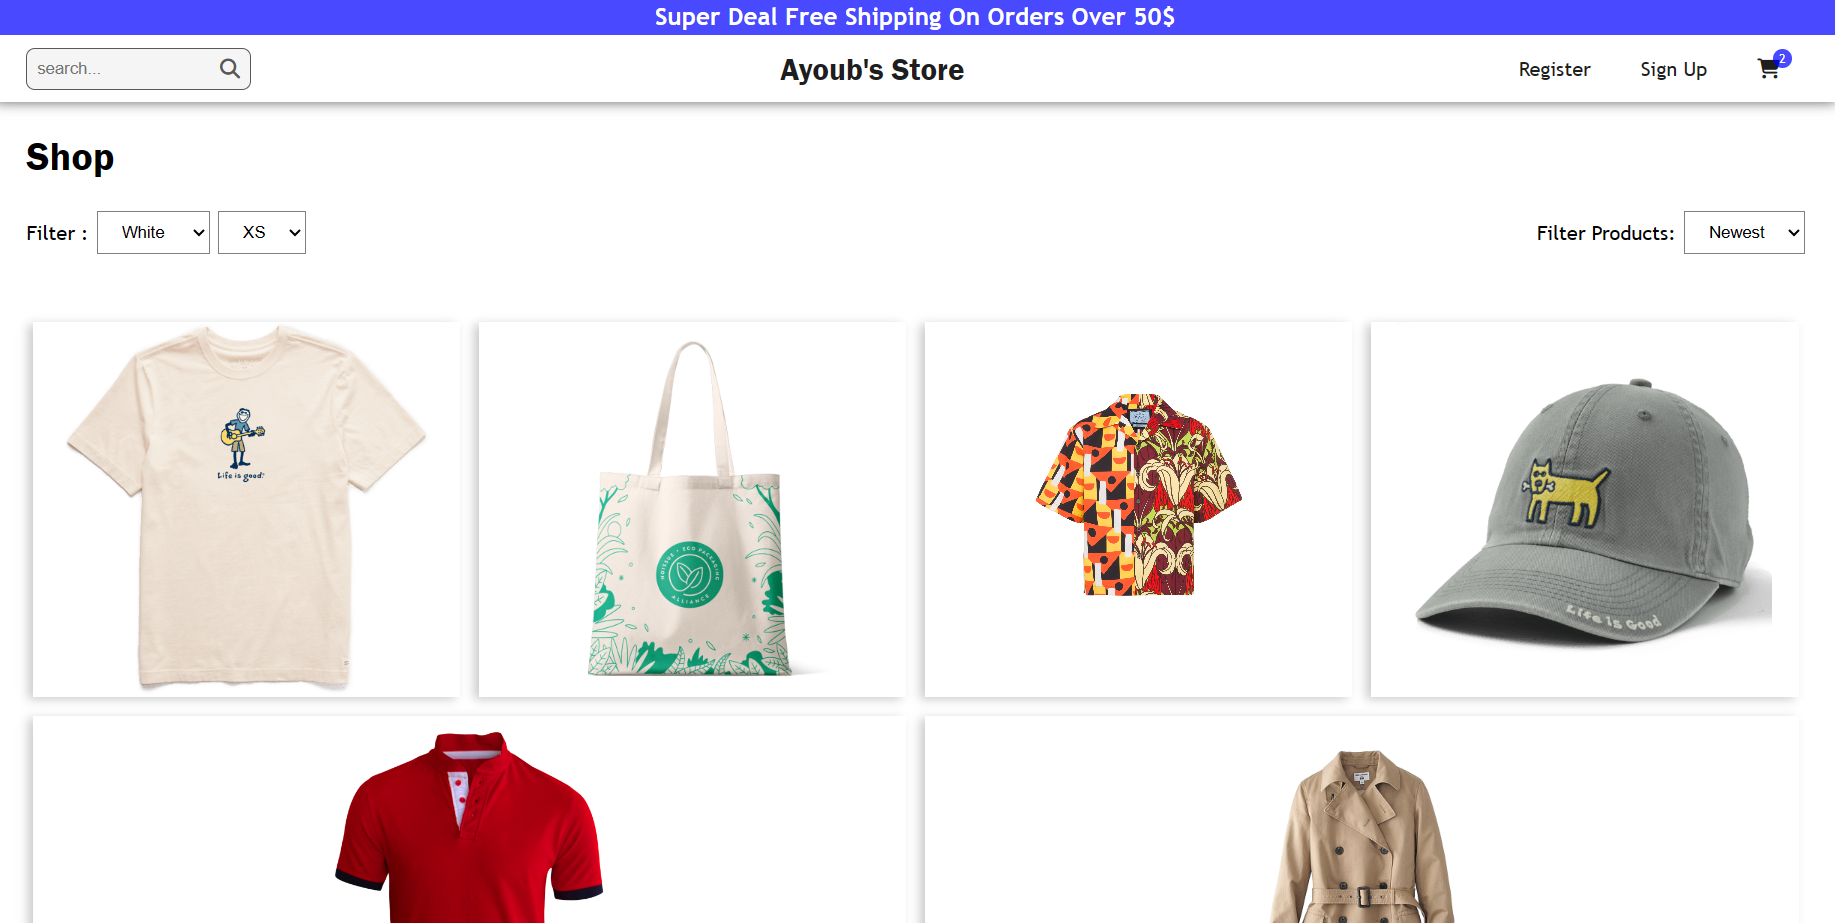 Super Deal Free Shipping On Orders Over 50$
search...
Ayoub's Store
Register
Sign Up
2
Shop
Filter :
White
XS
Filter Products:
Newest
Life is good
ECO PACKAGING
ALLIANCE
Life is Good